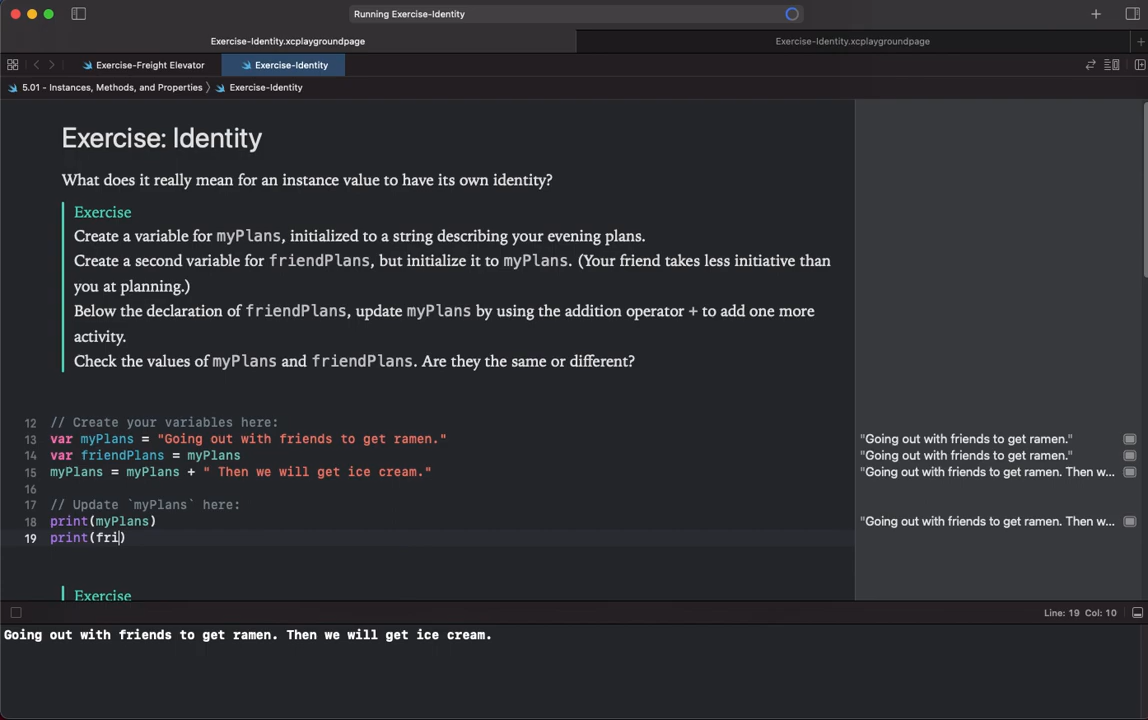 Running Exercise-Identity
Exercise-Identity.xcplaygroundpage
Exercise-Identity.xcplaygroundpage
Exercise-Freight Elevator
Exercise-Identity
5.01 - Instances, Methods, and Properties
Exercise-Identity
Exercise: Identity
What does it really mean for an instance value to have its own identity?
Exercise
Create a variable for myPlans, initialized to a string describing your evening plans.
Create a second variable for friendPlans, but initialize it to myPlans. (Your friend takes less initiative than
you at planning.)
Below the declaration of friendPlans, update myPlans by using the addition operator + to add one more
activity.
Check the values of myPlans and friendPlans. Are they the same or different?
12 // Create your variables here:
13 var myPlans = "Going out with friends to get ramen."
"Going out with friends to get ramen."
14 var friendPlans = myPlans
"Going out with friends to get ramen."
15 myPlans = myPlans + " Then we will get ice cream."
"Going out with friends to get ramen. Then w...
16
17 // Update `myPlans` here:
18 print(myPlans)
"Going out with friends to get ramen. Then w...
19 print(fri)
Exercise
Line: 19 Col: 10
Going out with friends to get ramen. Then we will get ice cream.